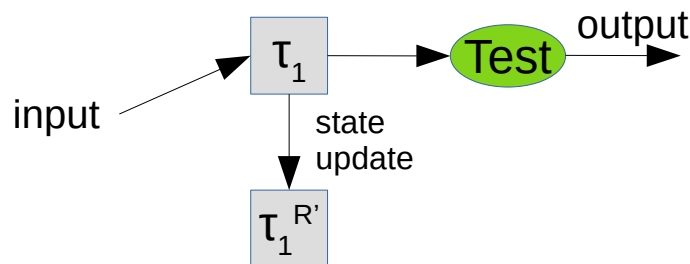 output
τ1
Test
input
state
update
τ1R’